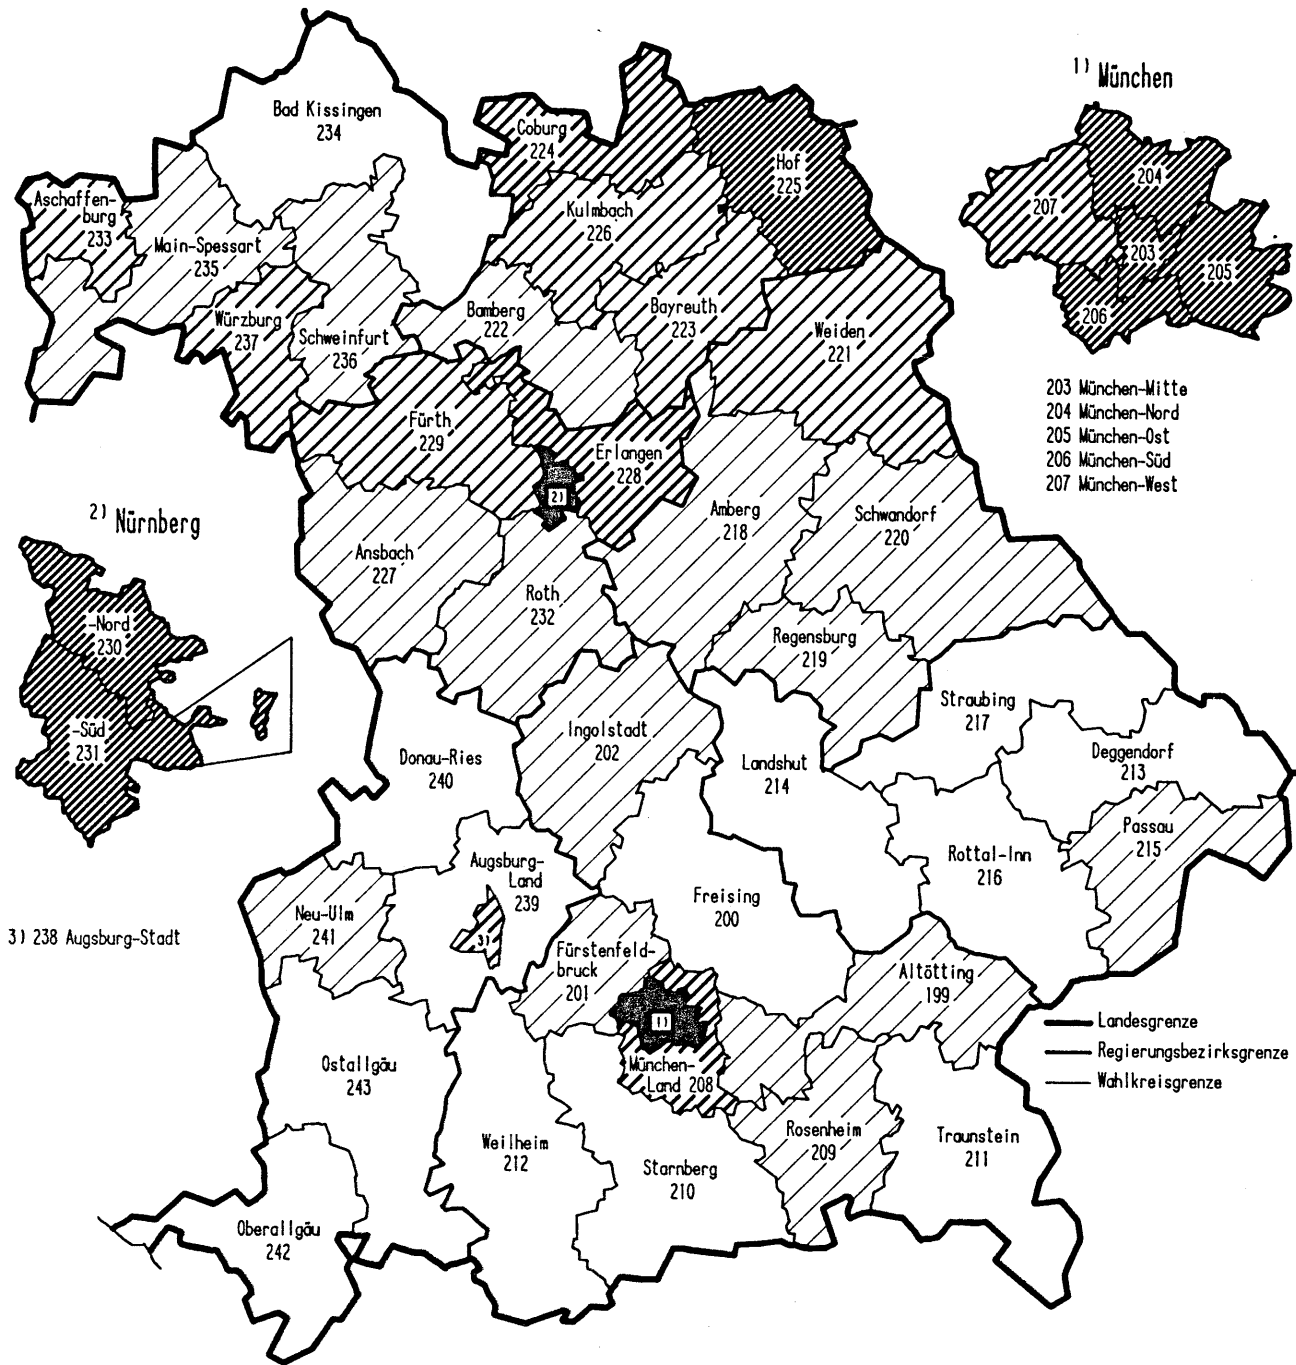 1) München
Bad Kissingen
234
Coburg
224
Hof
225
204
207
203
205
206
Aschaffen-
burg
233
Main-Spessart
235
Kulmbach
226
Würzburg
237
Schweinfurt
236
Bamberg
222
Bayreuth
223
Weiden
221
203 München-Mitte
204 München-Nord
205 München-Ost
206 München-Süd
207 München-West
Fürth
229
Erlangen
228
2)
2) Nürnberg
-Nord
230
-Süd
231
Ansbach
227
Amberg
218
Schwandorf
220
Roth
232
Regensburg
219
Straubing
217
Ingolstadt
202
Donau-Ries
240
Landshut
214
Deggendorf
213
Passau
215
Rottal-Inn
216
Augsburg-
Land
239
3)
Freising
200
Neu-Ulm
241
3) 238 Augsburg-Stadt
Fürstenfeld-
bruck
201
Altötting
199
1)
München-
Land 208
Landesgrenze
Regierungsbezirksgrenze
Wahlkreisgrenze
Ostallgäu
243
Weilheim
212
Starnberg
210
Rosenheim
209
Traunstein
211
Oberallgäu
242